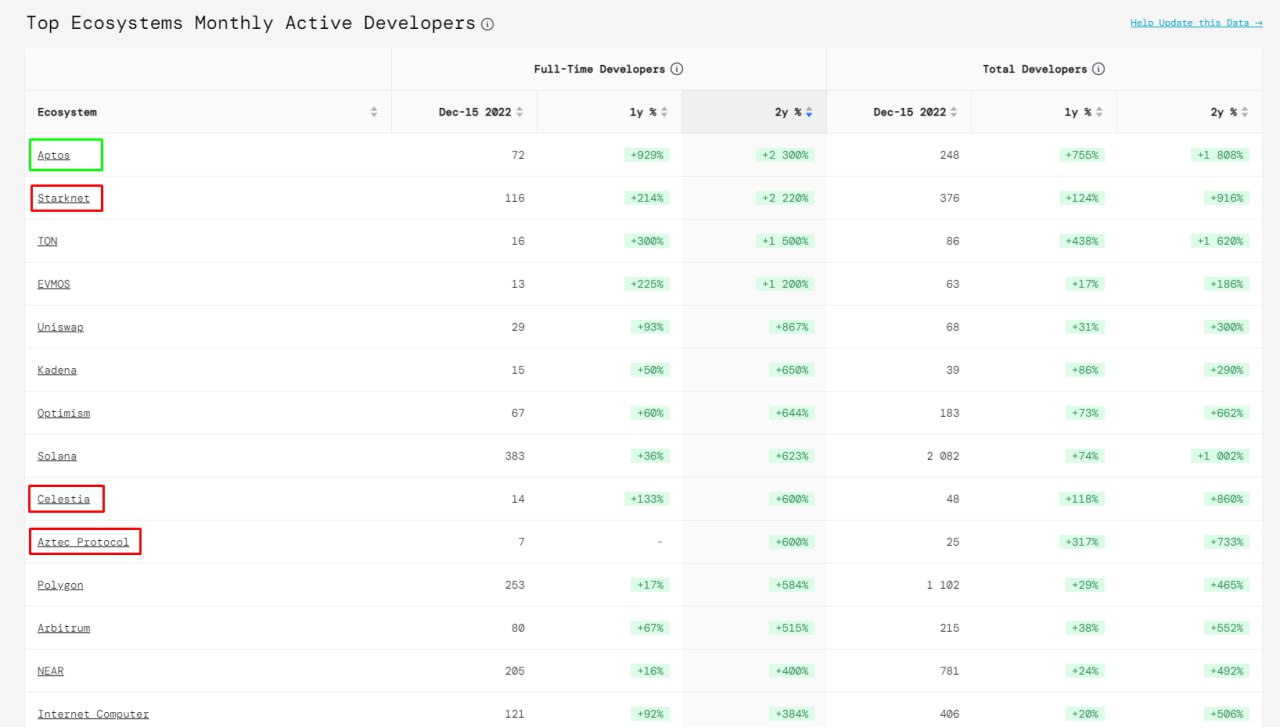 Top Ecosystems Monthly Active Developers
Help Update this Data →
Full-Time Developers Total Developers
Ecosystem Dec-15 2022 1y % 2y % Dec-15 2022 1y % 2y %
Aptos 72 +929% +2 300% 248 +755% +1 808%
Starknet 116 +214% +2 220% 376 +124% +916%
TON 16 +300% +1 500% 86 +438% +1 620%
EVMOS 13 +225% +1 200% 63 +17% +186%
Uniswap 29 +93% +867% 68 +31% +300%
Kadena 15 +50% +650% 39 +86% +290%
Optimism 67 +60% +644% 183 +73% +662%
Solana 383 +36% +623% 2 082 +74% +1 002%
Celestia 14 +133% +600% 48 +118% +860%
Aztec Protocol 7 - +600% 25 +317% +733%
Polygon 253 +17% +584% 1 102 +29% +465%
Arbitrum 80 +67% +515% 215 +38% +552%
NEAR 205 +16% +400% 781 +24% +492%
Internet Computer 121 +92% +384% 406 +20% +506%